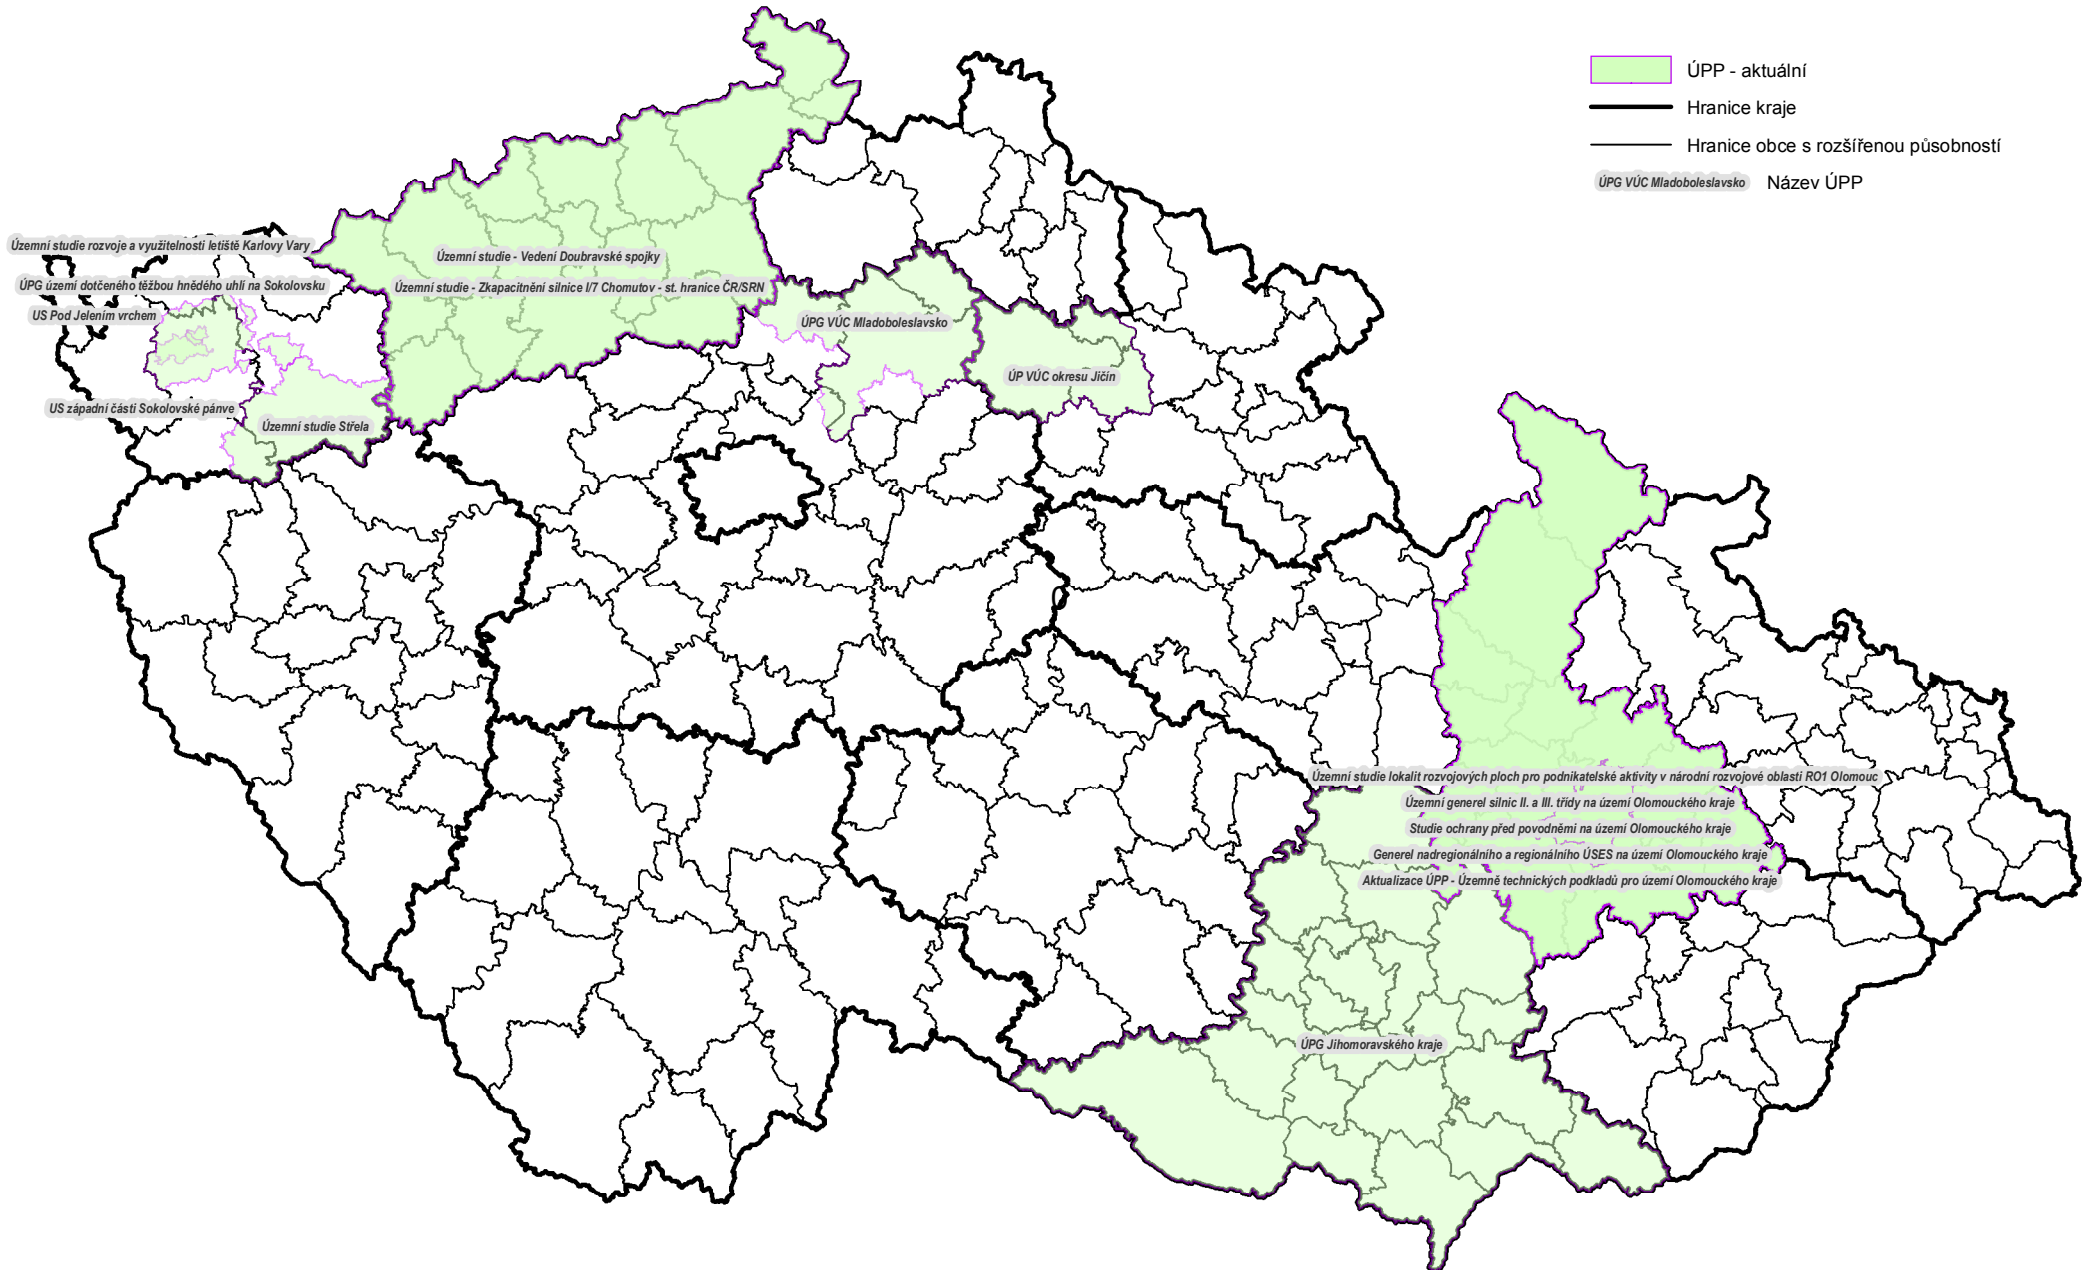 ÚPP - aktuální
Hranice kraje
Hranice obce s rozšířenou působností
ÚPG VÚC Mladoboleslavsko Název ÚPP
Územní studie rozvoje a využitelnosti letiště Karlovy Vary
ÚPG území dotčeného těžbou hnědého uhlí na Sokolovsku
US Pod Jelením vrchem
US západní části Sokolovské pánve
Územní studie Střela
Územní studie - Vedení Doubravské spojky
Územní studie - Zkapacitnění silnice I/7 Chomutov - st. hranice ČR/SRN
ÚPG VÚC Mladoboleslavsko
ÚP VÚC okresu Jičín
Územní studie lokalit rozvojových ploch pro podnikatelské aktivity v národní rozvojové oblasti RO1 Olomouc
Územní generel silnic II. a III. třídy na území Olomouckého kraje
Studie ochrany před povodněmi na území Olomouckého kraje
Generel nadregionálního a regionálního ÚSES na území Olomouckého kraje
Aktualizace ÚPP - Územně technických podkladů pro území Olomouckého kraje
ÚPG Jihomoravského kraje